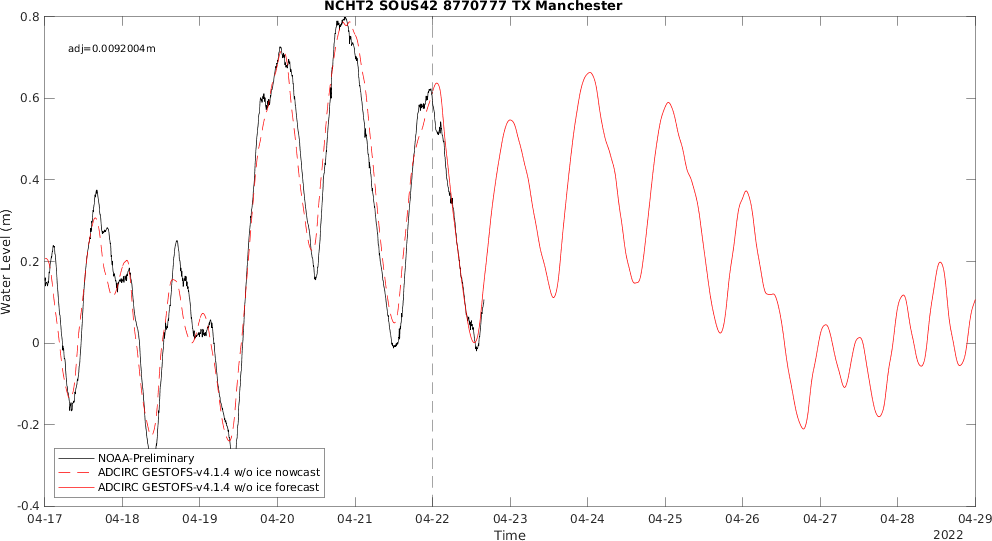 NCHT2 SOUS42 8770777 TX Manchester
adj=0.0092004m
0.8
0.6
0.4
0.2
0
-0.2
-0.4
Water Level (m)
NOAA-Preliminary
ADCIRC GESTOFS-v4.1.4 w/o ice nowcast
ADCIRC GESTOFS-v4.1.4 w/o ice forecast
04-17 04-18 04-19 04-20 04-21 04-22 04-23 04-24 04-25 04-26 04-27 04-28 04-29
Time
2022